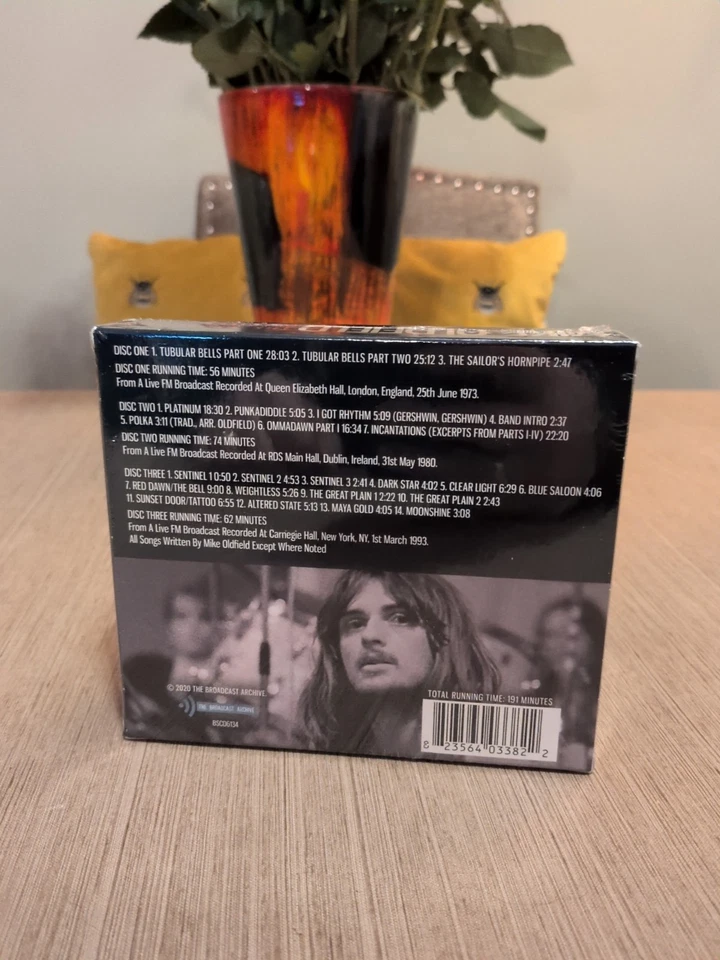 DISC ONE 1. TUBULAR BELLS PART ONE 28:03 2. TUBULAR BELLS PART TWO 25:12 3. THE SAILOR'S HORNPIPE 2:47
DISC ONE RUNNING TIME: 56 MINUTES
From A Live FM Broadcast Recorded At Queen Elizabeth Hall, London, England, 25th June 1973.
DISC TWO 1. PLATINUM 18:30 2. PUNKADIDDLE 5:05 3. I GOT RHYTHM 5:09 (GERSHWIN, GERSHWIN) 4. BAND INTRO 2:37
5. POLKA 3:11 (TRAD., ARR. OLDFIELD) 6. OMMADAWN PART I 16:34 7. INCANTATIONS (EXCERPTS FROM PARTS I-IV) 22:20
DISC TWO RUNNING TIME: 74 MINUTES
From A Live FM Broadcast Recorded At RDS Main Hall, Dublin, Ireland, 31st May 1980.
DISC THREE 1. SENTINEL 1 0:50 2. SENTINEL 2 4:53 3. SENTINEL 3 2:41 4. DARK STAR 4:02 5. CLEAR LIGHT 6:29 6. BLUE SALOON 4:06
7. RED DAWN/THE BELL 9:00 8. WEIGHTLESS 5:26 9. THE GREAT PLAIN 1 2:22 10. THE GREAT PLAIN 2 2:43
11. SUNSET DOOR/TATTOO 6:55 12. ALTERED STATE 5:13 13. MAYA GOLD 4:05 14. MOONSHINE 3:08
DISC THREE RUNNING TIME: 62 MINUTES
From A Live FM Broadcast Recorded At Carnegie Hall, New York, NY, 1st March 1993.
All Songs Written By Mike Oldfield Except Where Noted
© 2020 THE BROADCAST ARCHIVE
THE BROADCAST ARCHIVE
BSCD6134
TOTAL RUNNING TIME: 191 MINUTES
8 23564 03382 2